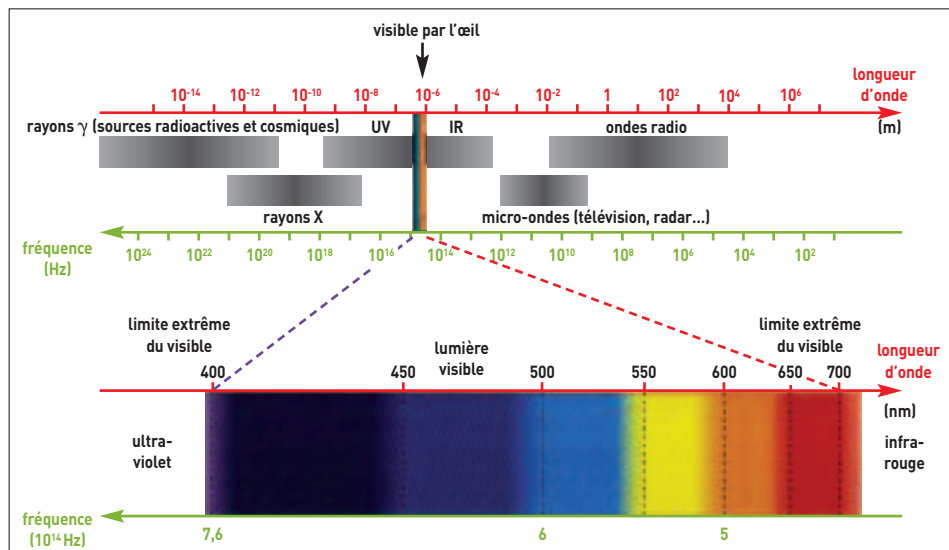 visible par l'œil
longueur
d'onde
10⁻¹⁴ 10⁻¹² 10⁻¹⁰ 10⁻⁸ 10⁻⁶ 10⁻⁴ 10⁻² 1 10² 10⁴ 10⁶
(m)
rayons γ (sources radioactives et cosmiques) UV IR ondes radio
rayons X micro-ondes (télévision, radar...)
fréquence
(Hz)
10²⁴ 10²² 10²⁰ 10¹⁸ 10¹⁶ 10¹⁴ 10¹² 10¹⁰ 10⁸ 10⁶ 10⁴ 10²
limite extrême
du visible
lumière
visible
limite extrême
du visible
longueur
d'onde
400 450 500 550 600 650 700
(nm)
ultra-
violet
infra-
rouge
fréquence
(10¹⁴ Hz)
7,6 6 5